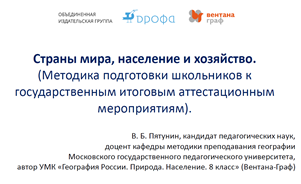 ОБЪЕДИНЕННАЯ
ИЗДАТЕЛЬСКАЯ ГРУППА
дрофа
вентана
граф
Страны мира, население и хозяйство.
(Методика подготовки школьников к
государственным итоговым аттестационным
мероприятиям).
В. Б. Пятунин, кандидат педагогических наук,
доцент кафедры методики преподавания географии
Московского государственного педагогического университета,
автор УМК «География России. Природа. Население. 8 класс» (Вентана-Граф)